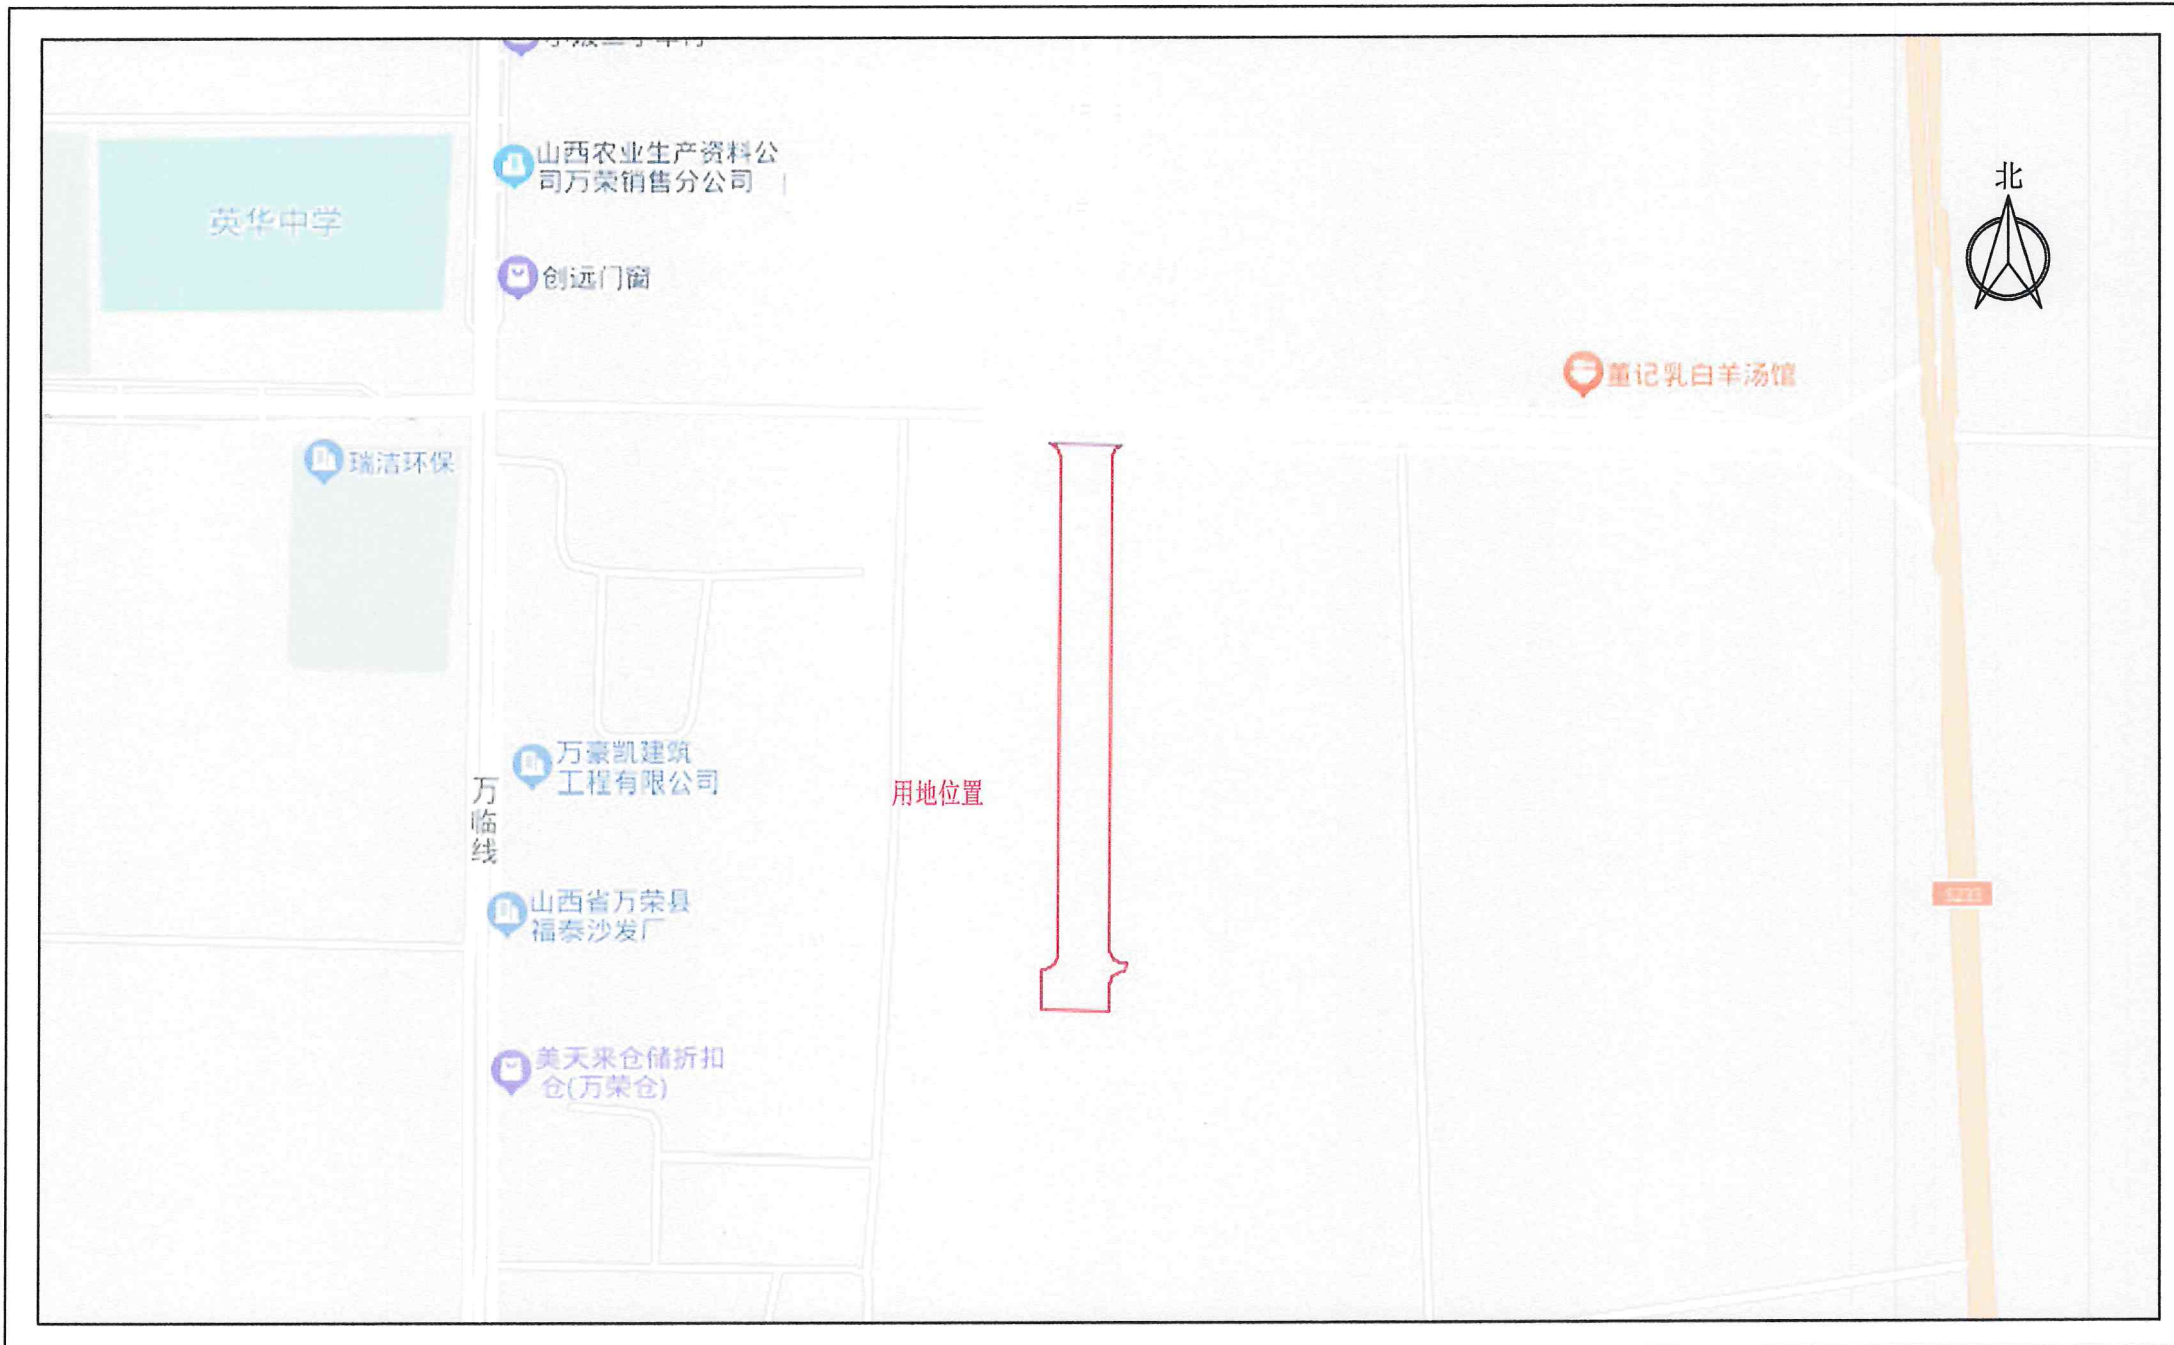 山西农业生产资料公
司万荣销售分公司
北
英华中学
创远门窗
董记乳白羊汤馆
瑞洁环保
万豪凯建筑
工程有限公司
用地位置
万临线
山西省万荣县
福泰沙发厂
美天来仓储折扣
仓(万荣仓)